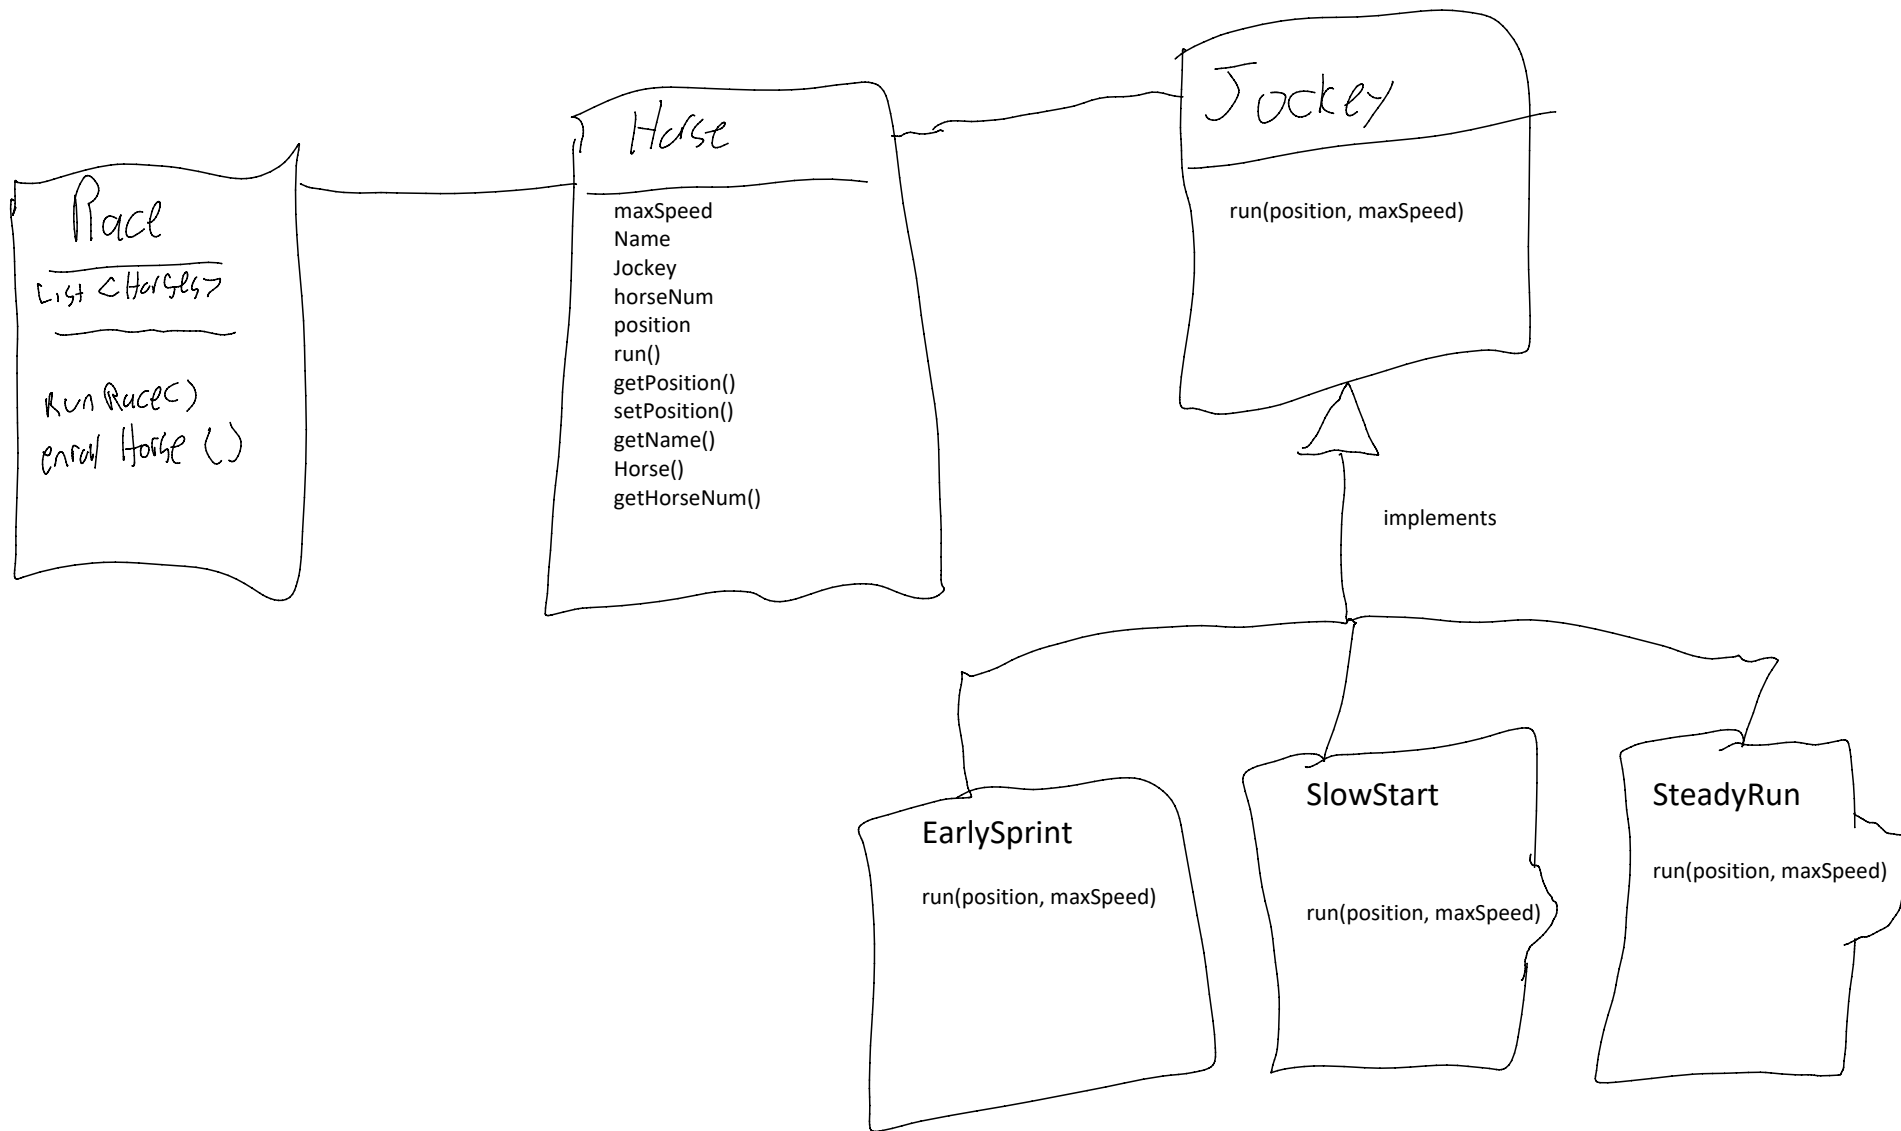 Race
List <Horses>
RunRace()
enroll Horse ()
Horse
maxSpeed
Name
Jockey
horseNum
position
run()
getPosition()
setPosition()
getName()
Horse()
getHorseNum()
Jockey
run(position, maxSpeed)
implements
EarlySprint
run(position, maxSpeed)
SlowStart
run(position, maxSpeed)
SteadyRun
run(position, maxSpeed)